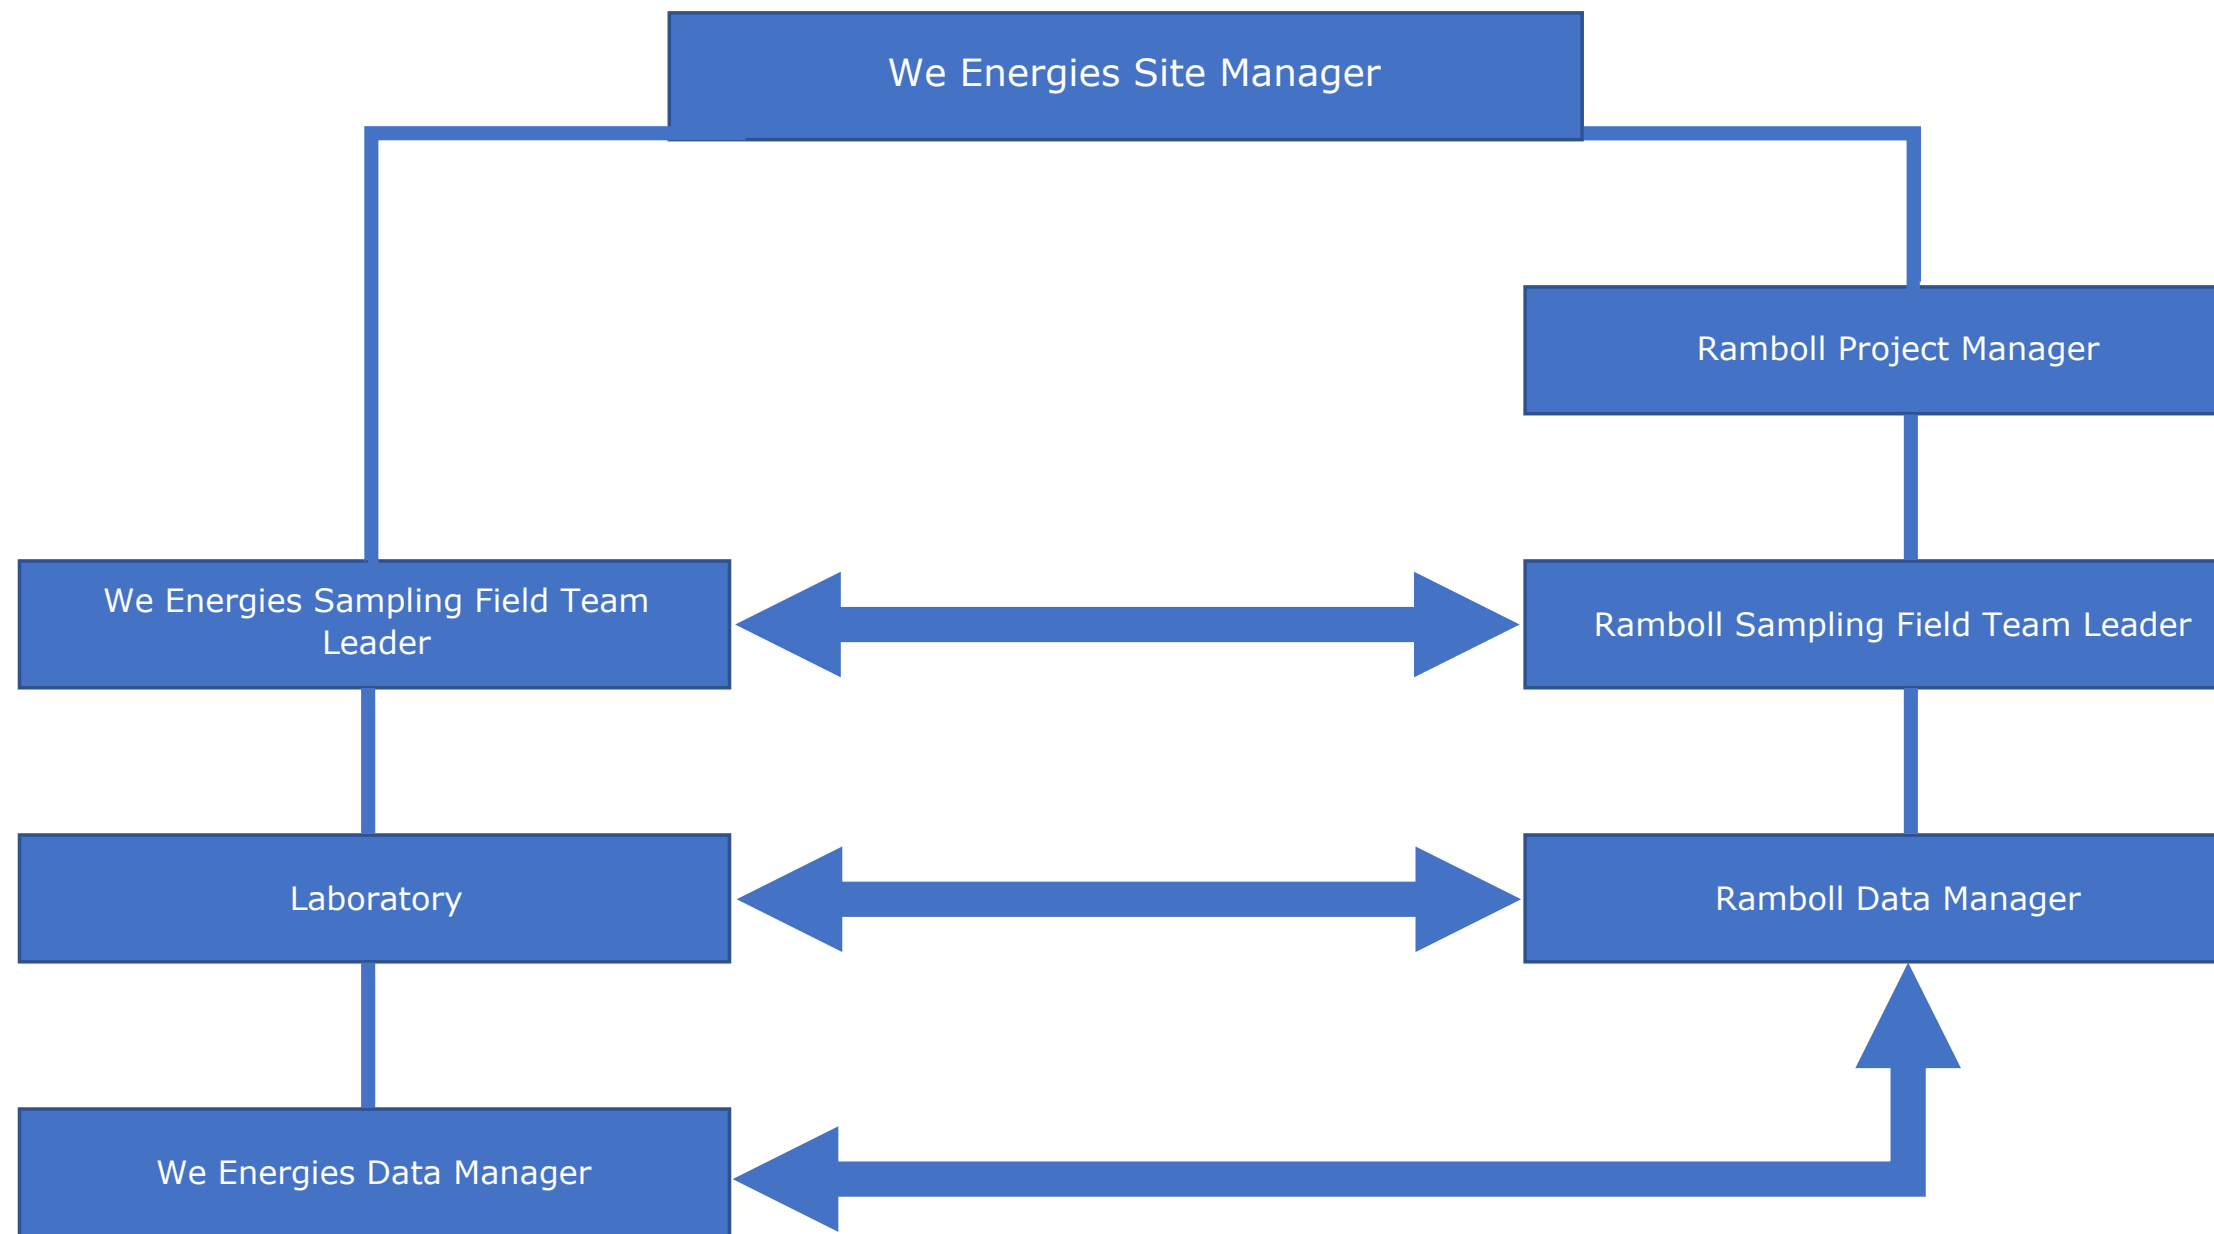 We Energies Site Manager
Ramboll Project Manager
We Energies Sampling Field Team
Leader
Ramboll Sampling Field Team Leader
Laboratory
Ramboll Data Manager
We Energies Data Manager